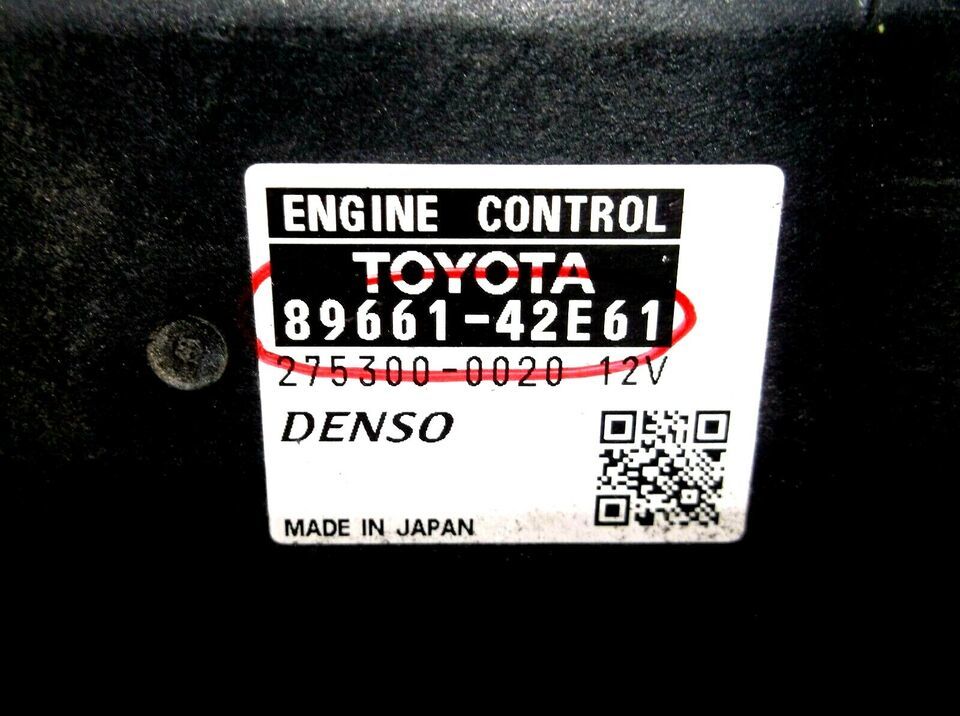 ENGINE CONTROL
TOYOTA
89661-42E61
275300-0020 12V
DENSO
MADE IN JAPAN